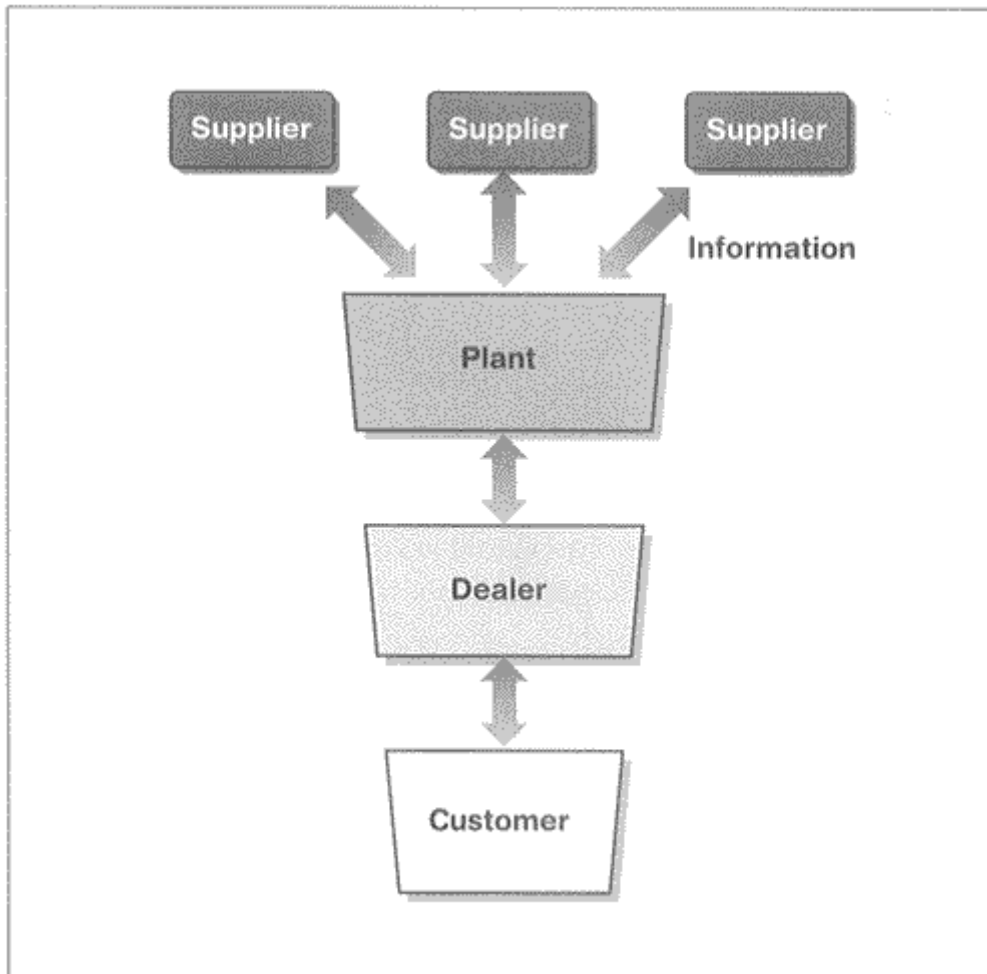 Supplier
Supplier
Supplier
Information
Plant
Dealer
Customer